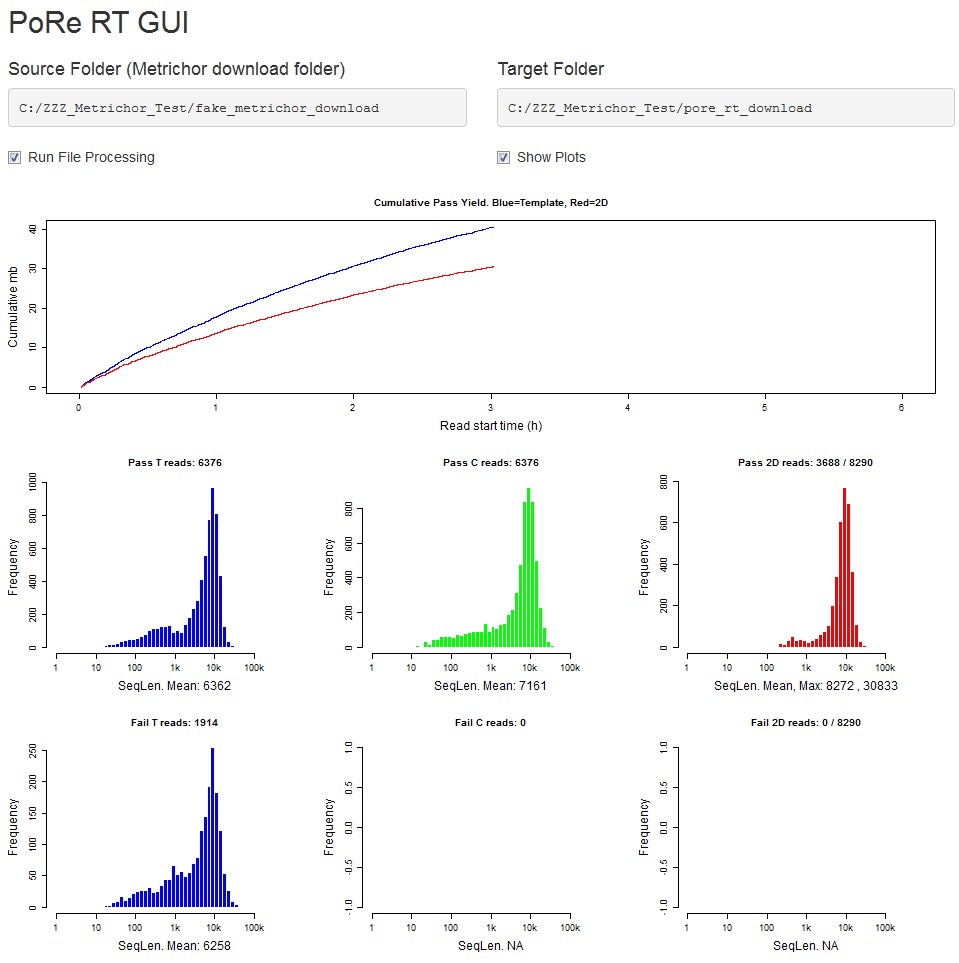 PoRe RT GUI
Source Folder (Metrichor download folder)
Target Folder
C:/ZZZ_Metrichor_Test/fake_metrichor_download
C:/ZZZ_Metrichor_Test/pore_rt_download
Run File Processing
Show Plots
Cumulative Pass Yield. Blue=Template, Red=2D
Cumulative mb
0 10 20 30 40
0 1 2 3 4 5 6
Read start time (h)
Pass T reads: 6376
Frequency
0 200 400 600 800 1000
1 10 100 1k 10k 100k
SeqLen. Mean: 6362
Pass C reads: 6376
Frequency
0 200 400 600 800
1 10 100 1k 10k 100k
SeqLen. Mean: 7161
Pass 2D reads: 3688 / 8290
Frequency
0 200 400 600 800
1 10 100 1k 10k 100k
SeqLen. Mean, Max: 8272 , 30833
Fail T reads: 1914
Frequency
0 50 100 150 200 250
1 10 100 1k 10k 100k
SeqLen. Mean: 6258
Fail C reads: 0
Frequency
-1.0 -0.5 0.0 0.5 1.0
1 10 100 1k 10k 100k
SeqLen. NA
Fail 2D reads: 0 / 8290
Frequency
-1.0 -0.5 0.0 0.5 1.0
1 10 100 1k 10k 100k
SeqLen. NA